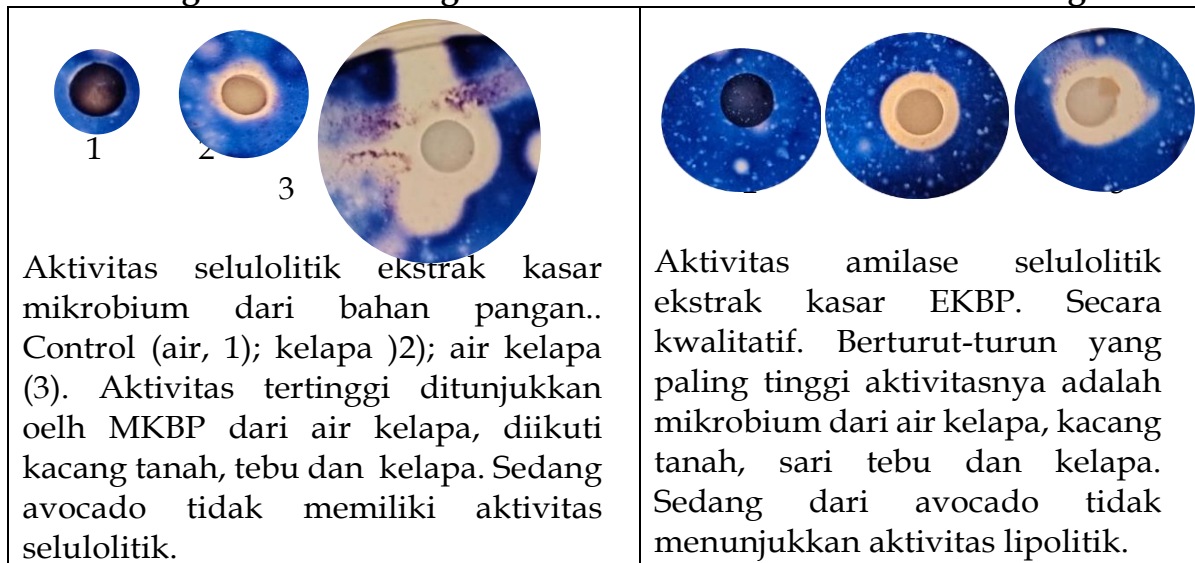 1
2
3
Aktivitas selulolitik ekstrak kasar
mikrobium dari bahan pangan..
Control (air, 1); kelapa )2); air kelapa
(3). Aktivitas tertinggi ditunjukkan
oelh MKBP dari air kelapa, diikuti
kacang tanah, tebu dan kelapa. Sedang
avocado tidak memiliki aktivitas
selulolitik.
Aktivitas amilase selulolitik
ekstrak kasar EKBP. Secara
kwalitatif. Berturut-turun yang
paling tinggi aktivitasnya adalah
mikrobium dari air kelapa, kacang
tanah, sari tebu dan kelapa.
Sedang dari avocado tidak
menunjukkan aktivitas lipolitik.